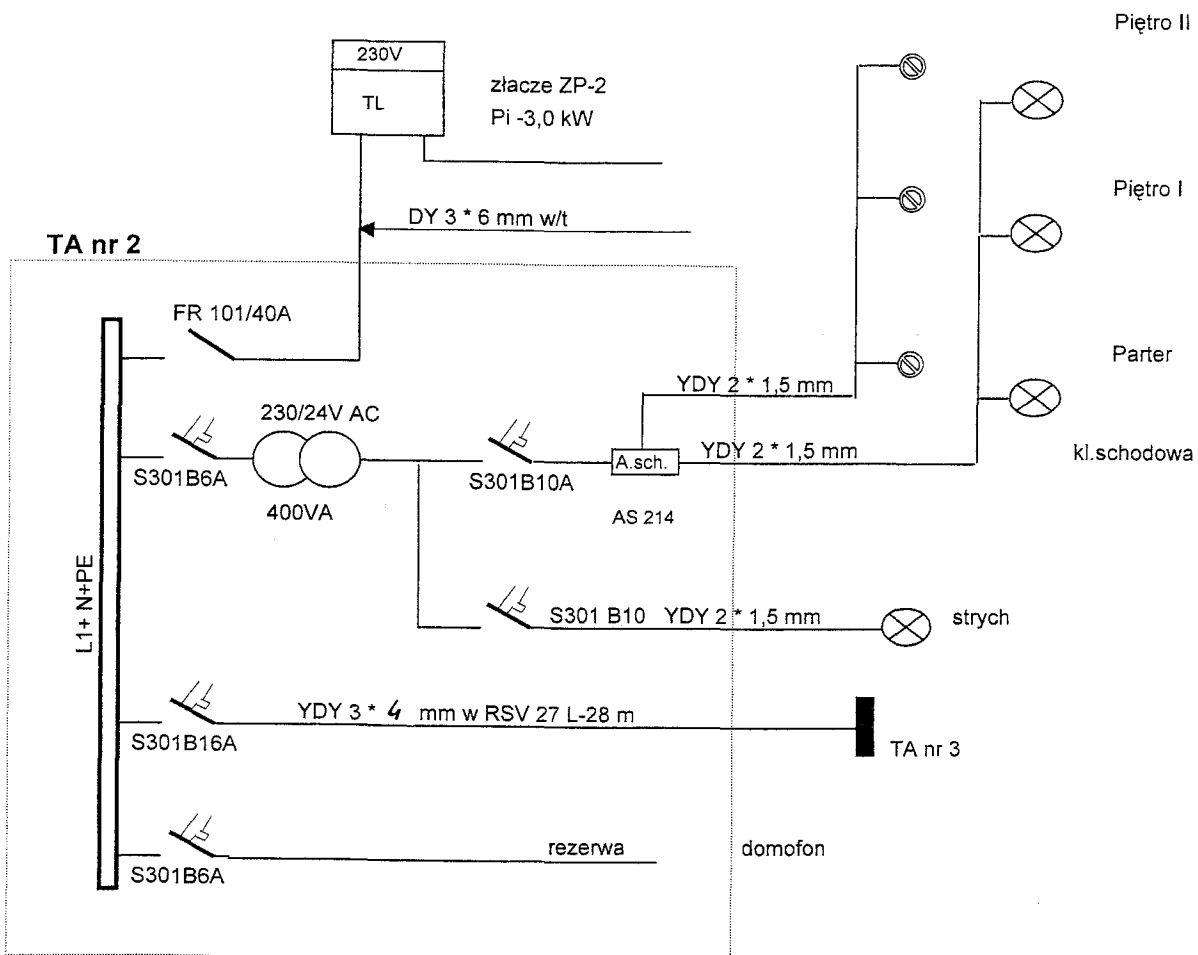 Piętro II
230V
TL
złacze ZP-2
Pi -3,0 kW
Piętro I
DY 3 * 6 mm w/t
TA nr 2
FR 101/40A
Parter
YDY 2 * 1,5 mm
230/24V AC
YDY 2 * 1,5 mm
kl.schodowa
S301B6A
S301B10A
A.sch.
400VA
AS 214
L1+ N+PE
S301 B10 YDY 2 * 1,5 mm
strych
YDY 3 * 4 mm w RSV 27 L-28 m
S301B16A
TA nr 3
rezerwa
domofon
S301B6A